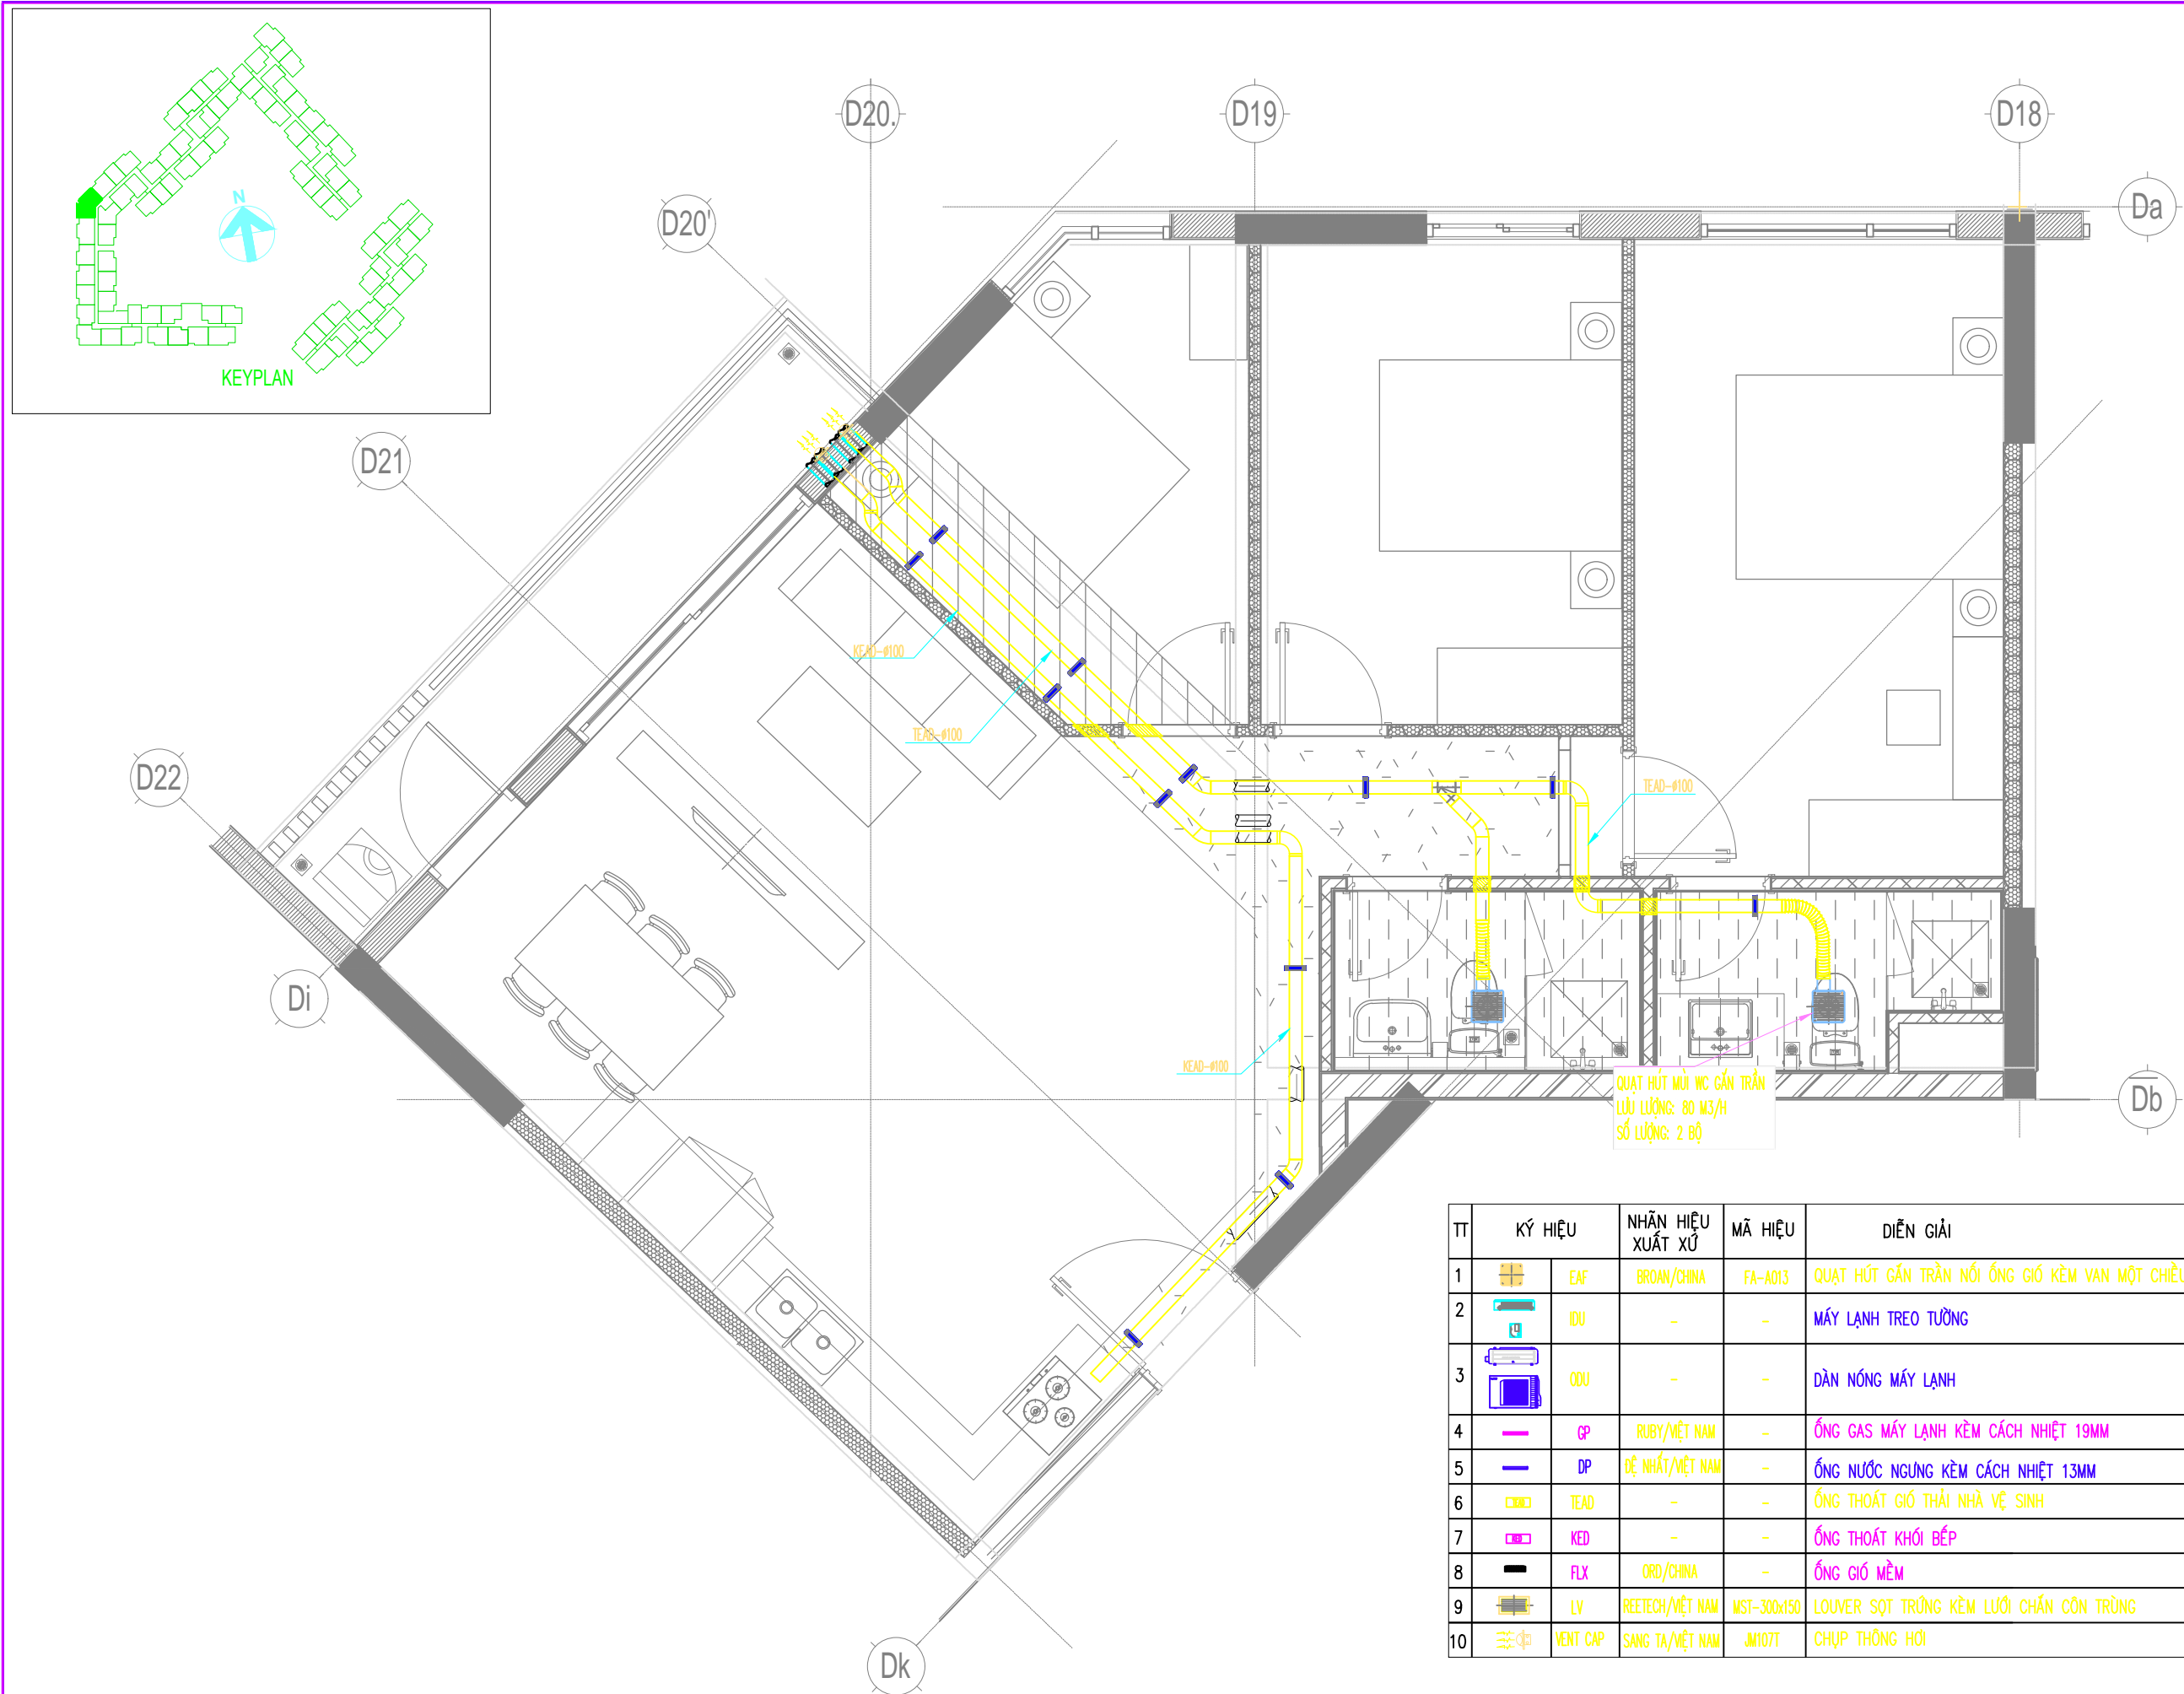 D20.
D19
D18
Da
D20'
N
KEYPLAN
D21
D22
KEAD-ø100
TEAD-ø100
TEAD-ø100
Di
KEAD-ø100
QUẠT HÚT MÙI WC GẮN TRẦN
LƯU LƯỢNG: 80 M3/H
SỐ LƯỢNG: 2 BỘ
Db
Dk
TT KÝ HIỆU NHÃN HIỆU XUẤT XỨ MÃ HIỆU DIỄN GIẢI
1 EAF BROAN/CHINA FA-A013 QUẠT HÚT GẮN TRẦN NỐI ỐNG GIÓ KÈM VAN MỘT CHIỀU
2 IDU - - MÁY LẠNH TREO TƯỜNG
3 ODU - - DÀN NÓNG MÁY LẠNH
4 GP RUBY/VIỆT NAM - ỐNG GAS MÁY LẠNH KÈM CÁCH NHIỆT 19MM
5 DP ĐỆ NHẤT/VIỆT NAM - ỐNG NƯỚC NGƯNG KÈM CÁCH NHIỆT 13MM
6 TEAD - - ỐNG THOÁT GIÓ THẢI NHÀ VỆ SINH
7 KED - - ỐNG THOÁT KHÓI BẾP
8 FLX ORD/CHINA - ỐNG GIÓ MỀM
9 LV REETECH/VIỆT NAM MST-300x150 LOUVER SỌT TRỨNG KÈM LƯỚI CHẮN CÔN TRÙNG
10 VENT CAP SANG TA/VIỆT NAM JM107T CHỤP THÔNG HƠI